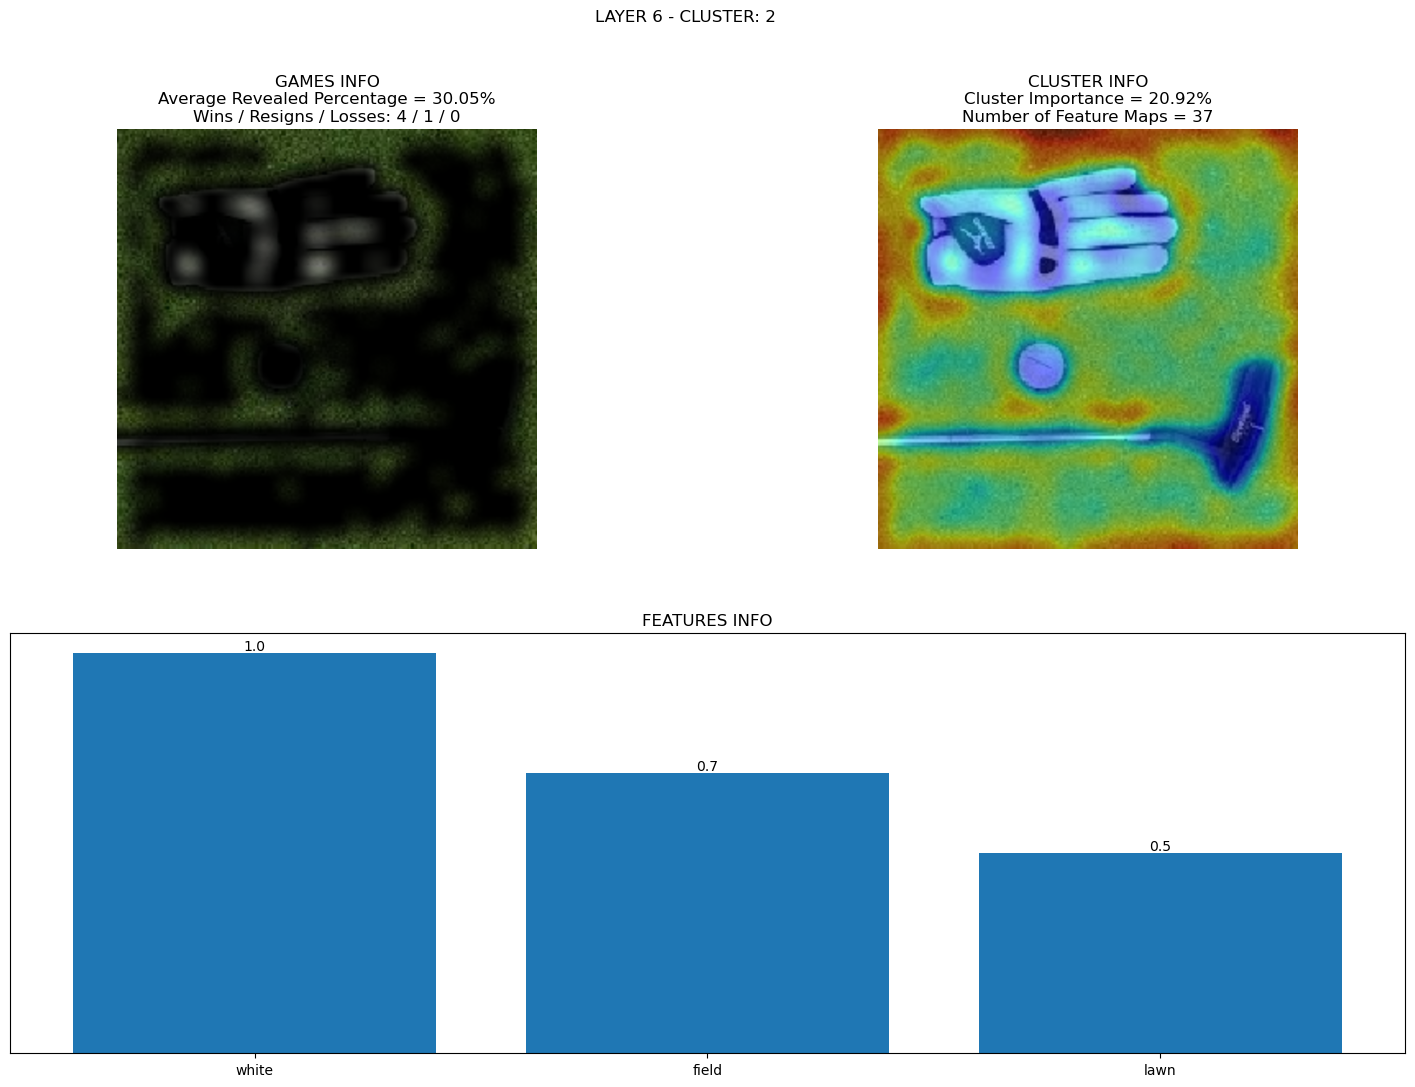 LAYER 6 - CLUSTER: 2
GAMES INFO
Average Revealed Percentage = 30.05%
Wins / Resigns / Losses: 4 / 1 / 0
CLUSTER INFO
Cluster Importance = 20.92%
Number of Feature Maps = 37
FEATURES INFO
1.0
0.7
0.5
white
field
lawn